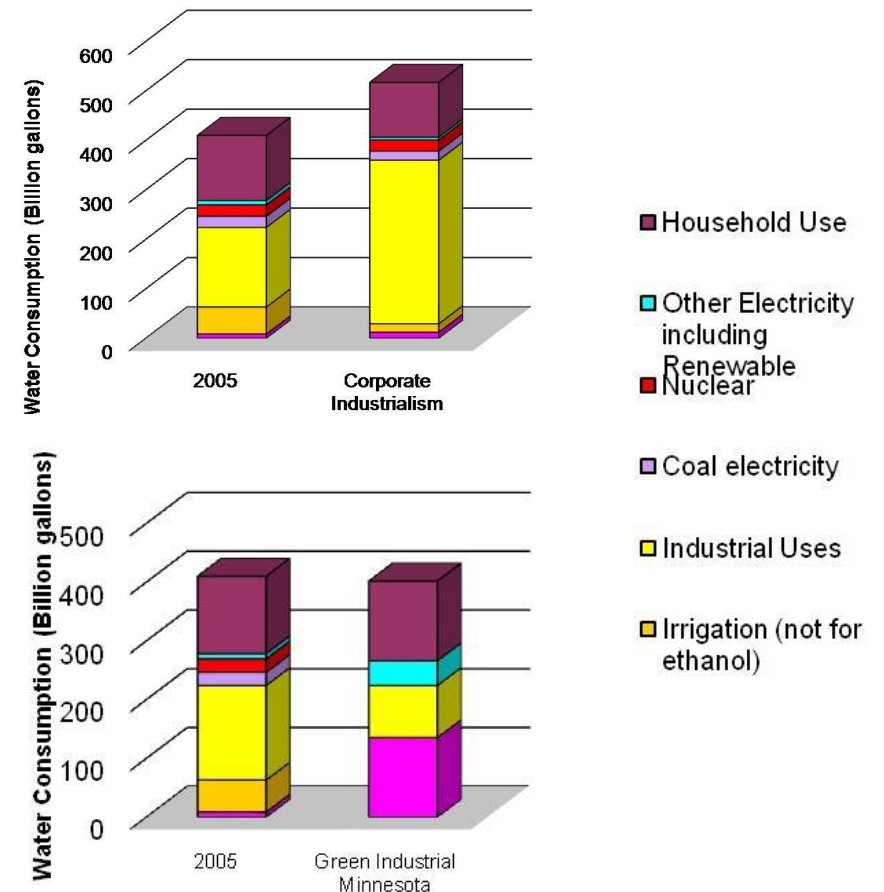 Water Consumption (Billlion gallons)
600
500
400
300
200
100
0
2005
Corporate
Industrialism
Water Consumption (Billion gallons)
500
400
300
200
100
0
2005
Green Industrial
Minnesota
Household Use
Other Electricity
including
Renewable
Nuclear
Coal electricity
Industrial Uses
Irrigation (not for
ethanol)